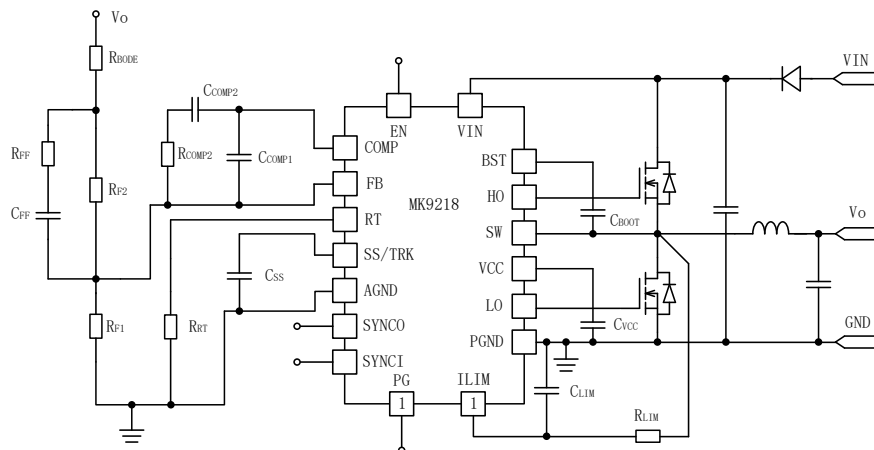 Vo
RBODE
VIN
CCOMP2
EN
VIN
RFF
RCOMP2
CCOMP1
COMP
BST
RF2
FB
MK9218
HO
CFF
RT
CBOOT
Vo
SW
SS/TRK
CSS
VCC
AGND
RF1
RRT
LO
CVCC
GND
SYNCO
PGND
SYNCI
PG
ILIM
CLIM
1
1
RLIM